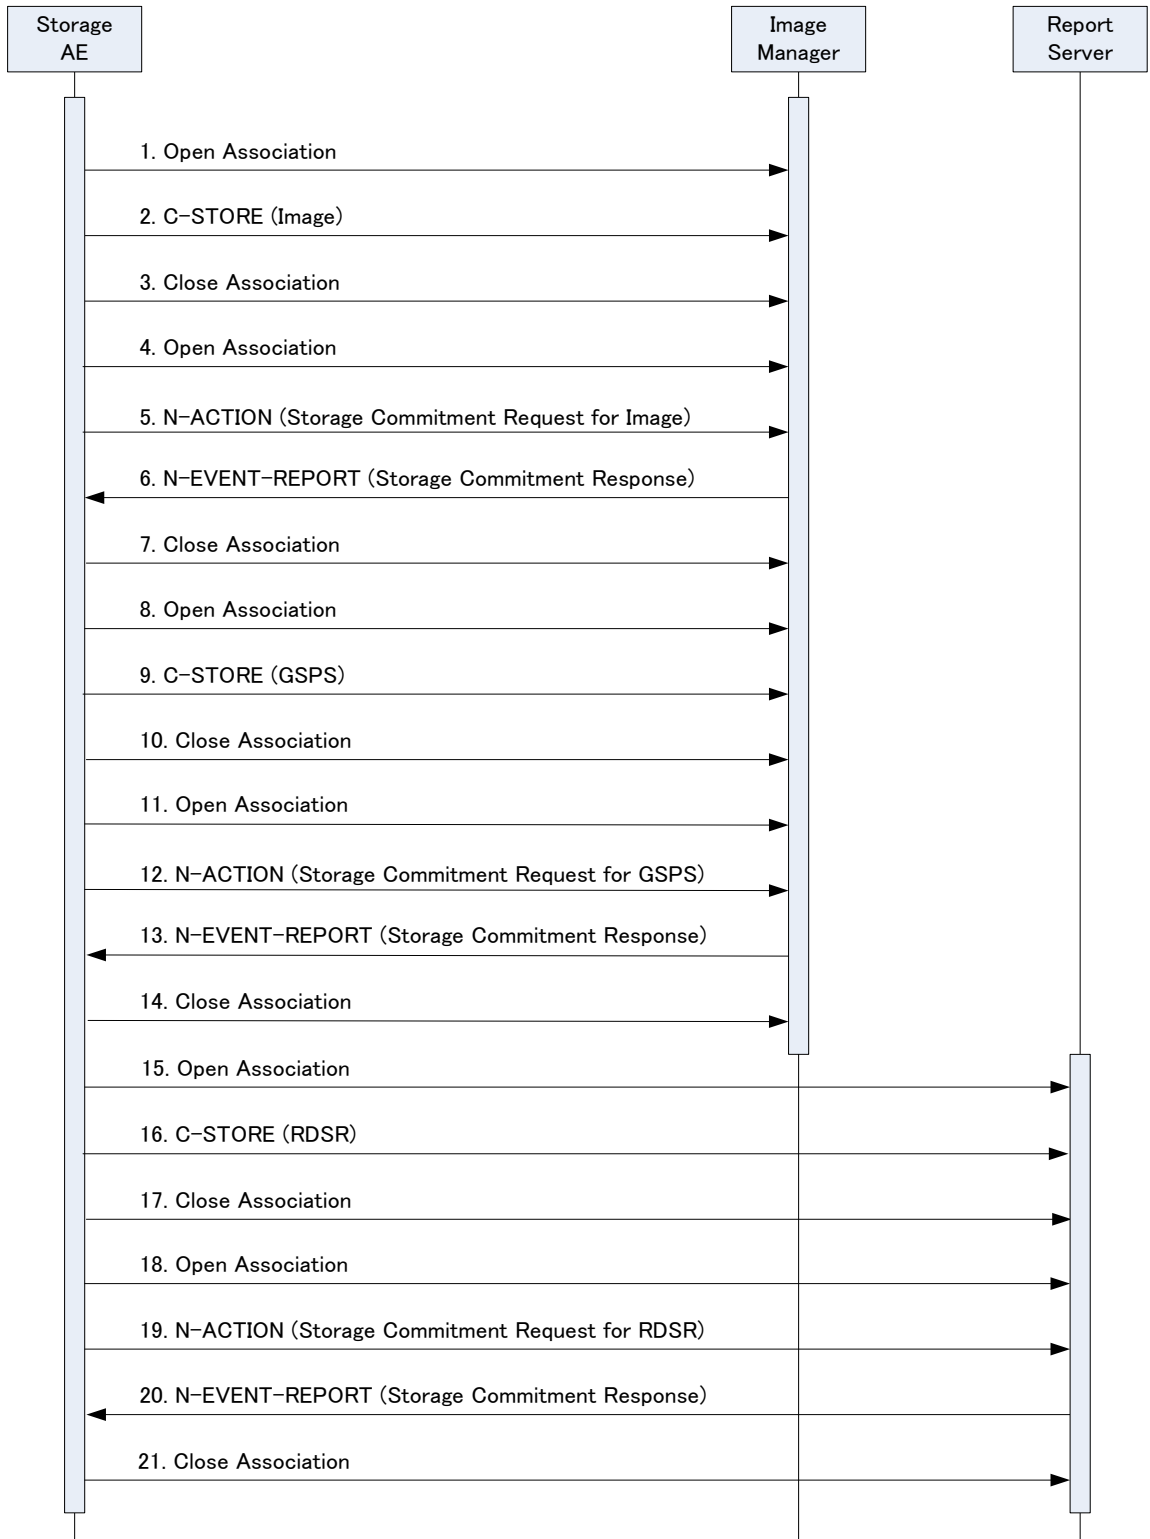 Storage
AE
Image
Manager
Report
Server
1. Open Association
2. C-STORE (Image)
3. Close Association
4. Open Association
5. N-ACTION (Storage Commitment Request for Image)
6. N-EVENT-REPORT (Storage Commitment Response)
7. Close Association
8. Open Association
9. C-STORE (GSPS)
10. Close Association
11. Open Association
12. N-ACTION (Storage Commitment Request for GSPS)
13. N-EVENT-REPORT (Storage Commitment Response)
14. Close Association
15. Open Association
16. C-STORE (RDSR)
17. Close Association
18. Open Association
19. N-ACTION (Storage Commitment Request for RDSR)
20. N-EVENT-REPORT (Storage Commitment Response)
21. Close Association